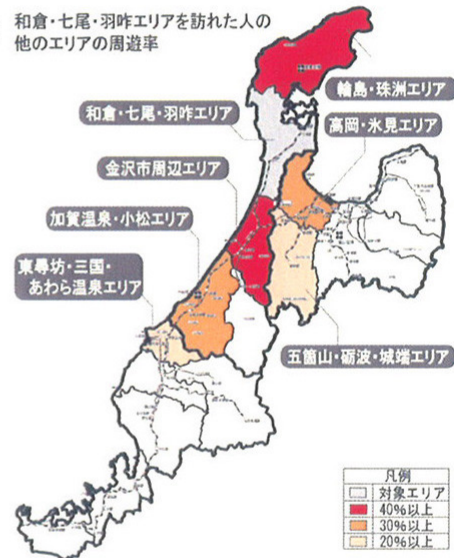 和倉・七尾・羽咋エリアを訪れた人の
他のエリアの周遊率
輪島・珠洲エリア
和倉・七尾・羽咋エリア
高岡・氷見エリア
金沢市周辺エリア
加賀温泉・小松エリア
東尋坊・三国・
あわら温泉エリア
五箇山・砺波・城端エリア
凡例
対象エリア
40%以上
30%以上
20%以上